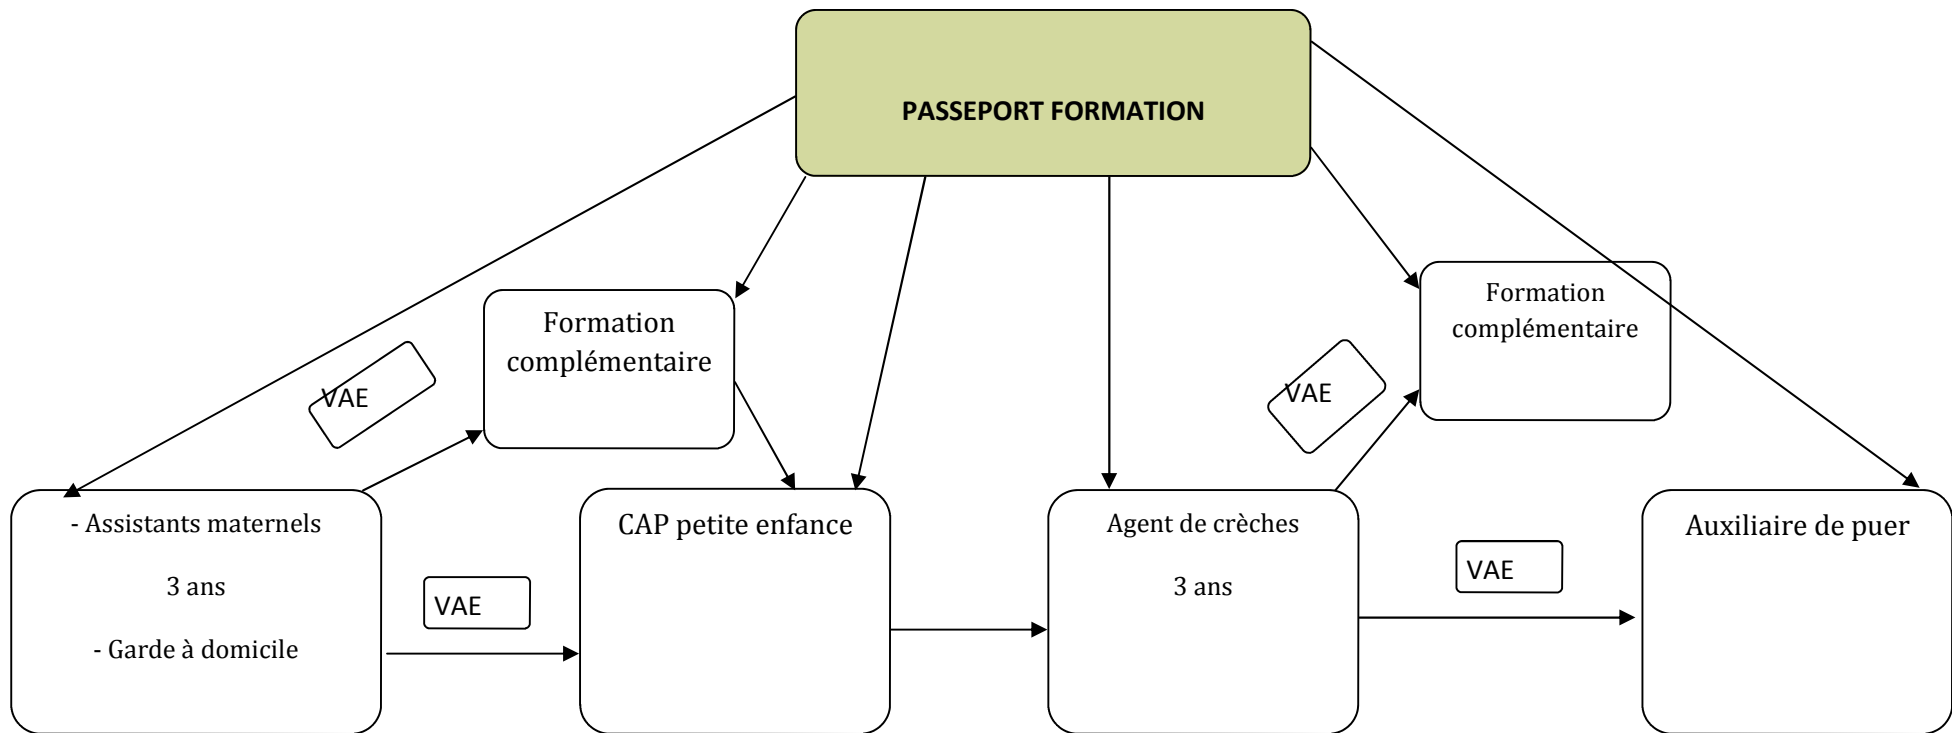 PASSEPORT FORMATION
Formation
complémentaire
Formation
complémentaire
VAE
VAE
- Assistants maternels
3 ans
- Garde à domicile
VAE
CAP petite enfance
Agent de crèches
3 ans
VAE
Auxiliaire de puer